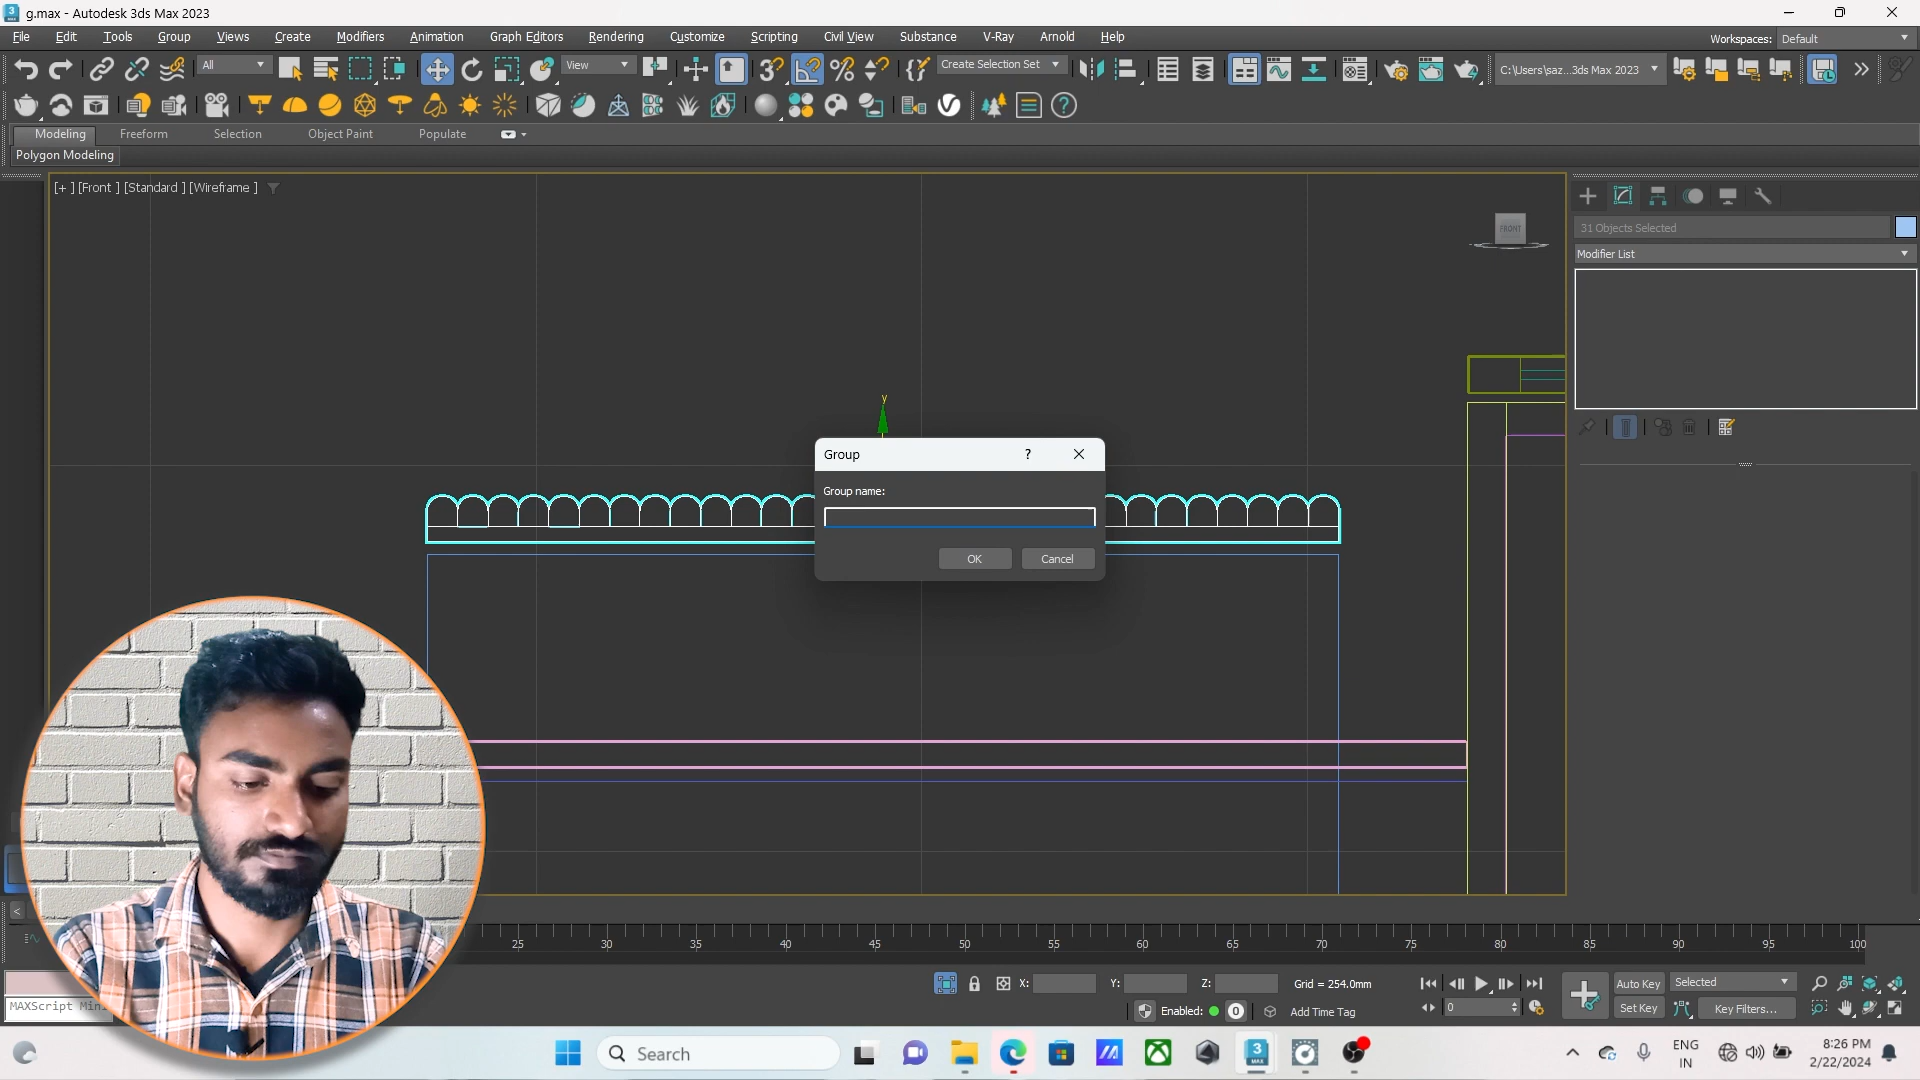 g.max - Autodesk 3ds Max 2023
File Edit Tools Group Views Create Modifiers Animation Graph Editors Rendering Customize Scripting Civil View Substance V-Ray Arnold Help
Workspaces: Default
All
View
Create Selection Set
C:\Users\saz...3ds Max 2023
Modeling Freeform Selection Object Paint Populate
Polygon Modeling
[+ ] [Front ] [Standard ] [Wireframe ]
FRONT
31 Objects Selected
Modifier List
y
Group
Group name:
OK Cancel
25 30 35 40 45 50 55 60 65 70 75 80 85 90 95 100
X: Y: Z: Grid = 254.0mm
Auto Key Selected
MAXScript Mini
Enabled: 0 Add Time Tag
0
Set Key Key Filters...
Search
ENG
IN
8:26 PM
2/22/2024